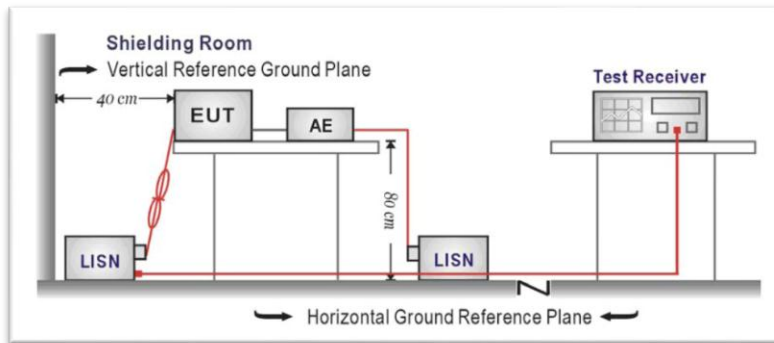 Shielding Room
Vertical Reference Ground Plane
Test Receiver
40 cm
EUT
AE
80 cm
LISN
LISN
Horizontal Ground Reference Plane